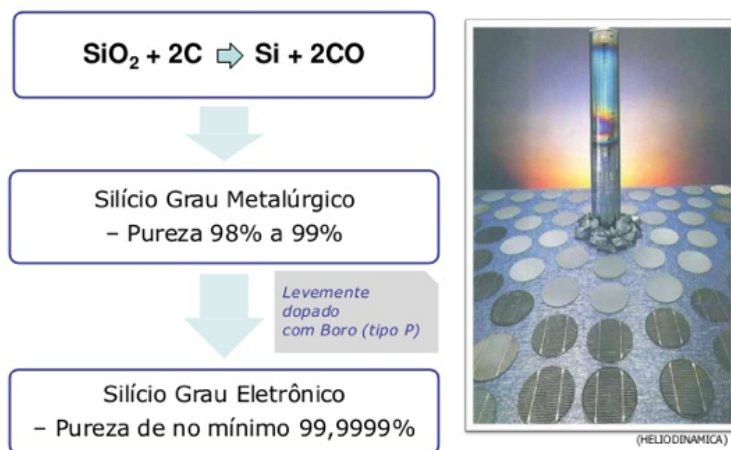 SiO₂ + 2C ⇨ Si + 2CO
Silício Grau Metalúrgico
– Pureza 98% a 99%
Levemente
dopado
com Boro (tipo P)
Silício Grau Eletrônico
– Pureza de no mínimo 99,9999%
(HELIODINAMICA)